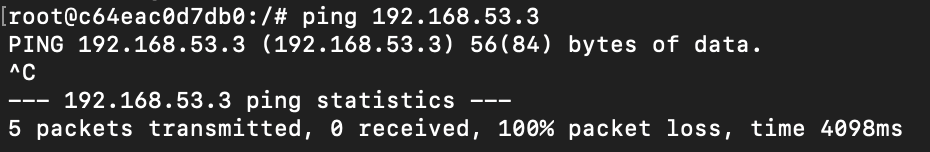 [root@c64eac0d7db0:/# ping 192.168.53.3
PING 192.168.53.3 (192.168.53.3) 56(84) bytes of data.
^C
--- 192.168.53.3 ping statistics ---
5 packets transmitted, 0 received, 100% packet loss, time 4098ms